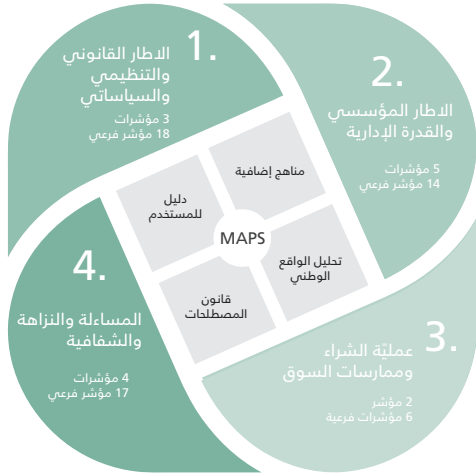 1.
الاطار القانوني
والتنظيمي
والسياساتي
3 مؤشرات
18 مؤشر فرعي
2.
الاطار المؤسسي
والقدرة الإدارية
5 مؤشرات
14 مؤشر فرعي
3.
عمليّة الشراء
وممارسات السوق
2 مؤشر
6 مؤشرات فرعية
4.
المساءلة والنزاهة
والشفافية
4 مؤشرات
17 مؤشر فرعي
مناهج إضافية
دليل
للمستخدم
MAPS
تحليل الواقع
الوطني
قانون
المصطلحات